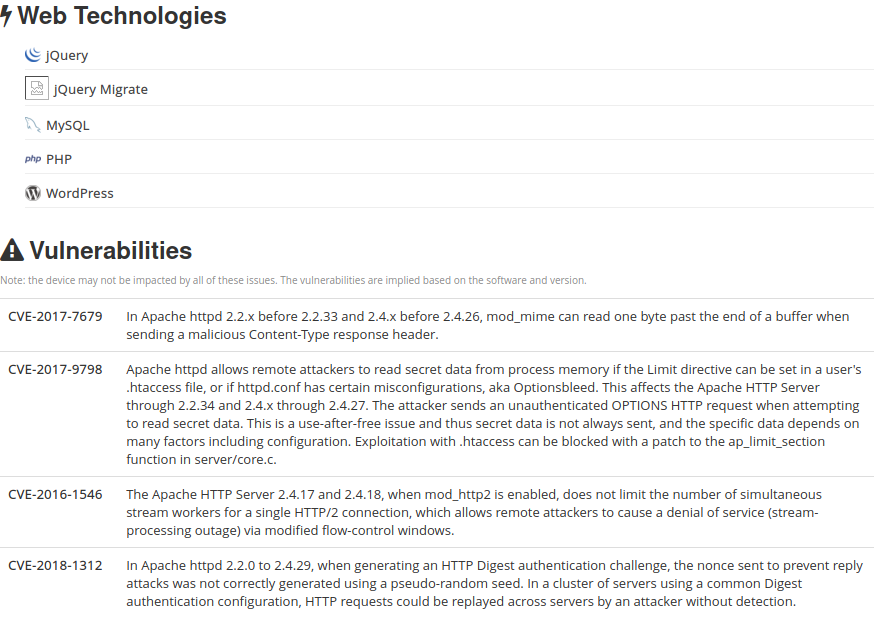 Web Technologies
jQuery
jQuery Migrate
MySQL
php PHP
WordPress
Vulnerabilities
Note: the device may not be impacted by all of these issues. The vulnerabilities are implied based on the software and version.
CVE-2017-7679 In Apache httpd 2.2.x before 2.2.33 and 2.4.x before 2.4.26, mod_mime can read one byte past the end of a buffer when
sending a malicious Content-Type response header.
CVE-2017-9798 Apache httpd allows remote attackers to read secret data from process memory if the Limit directive can be set in a user's
.htaccess file, or if httpd.conf has certain misconfigurations, aka Optionsbleed. This affects the Apache HTTP Server
through 2.2.34 and 2.4.x through 2.4.27. The attacker sends an unauthenticated OPTIONS HTTP request when attempting
to read secret data. This is a use-after-free issue and thus secret data is not always sent, and the specific data depends on
many factors including configuration. Exploitation with .htaccess can be blocked with a patch to the ap_limit_section
function in server/core.c.
CVE-2016-1546 The Apache HTTP Server 2.4.17 and 2.4.18, when mod_http2 is enabled, does not limit the number of simultaneous
stream workers for a single HTTP/2 connection, which allows remote attackers to cause a denial of service (stream-
processing outage) via modified flow-control windows.
CVE-2018-1312 In Apache httpd 2.2.0 to 2.4.29, when generating an HTTP Digest authentication challenge, the nonce sent to prevent reply
attacks was not correctly generated using a pseudo-random seed. In a cluster of servers using a common Digest
authentication configuration, HTTP requests could be replayed across servers by an attacker without detection.